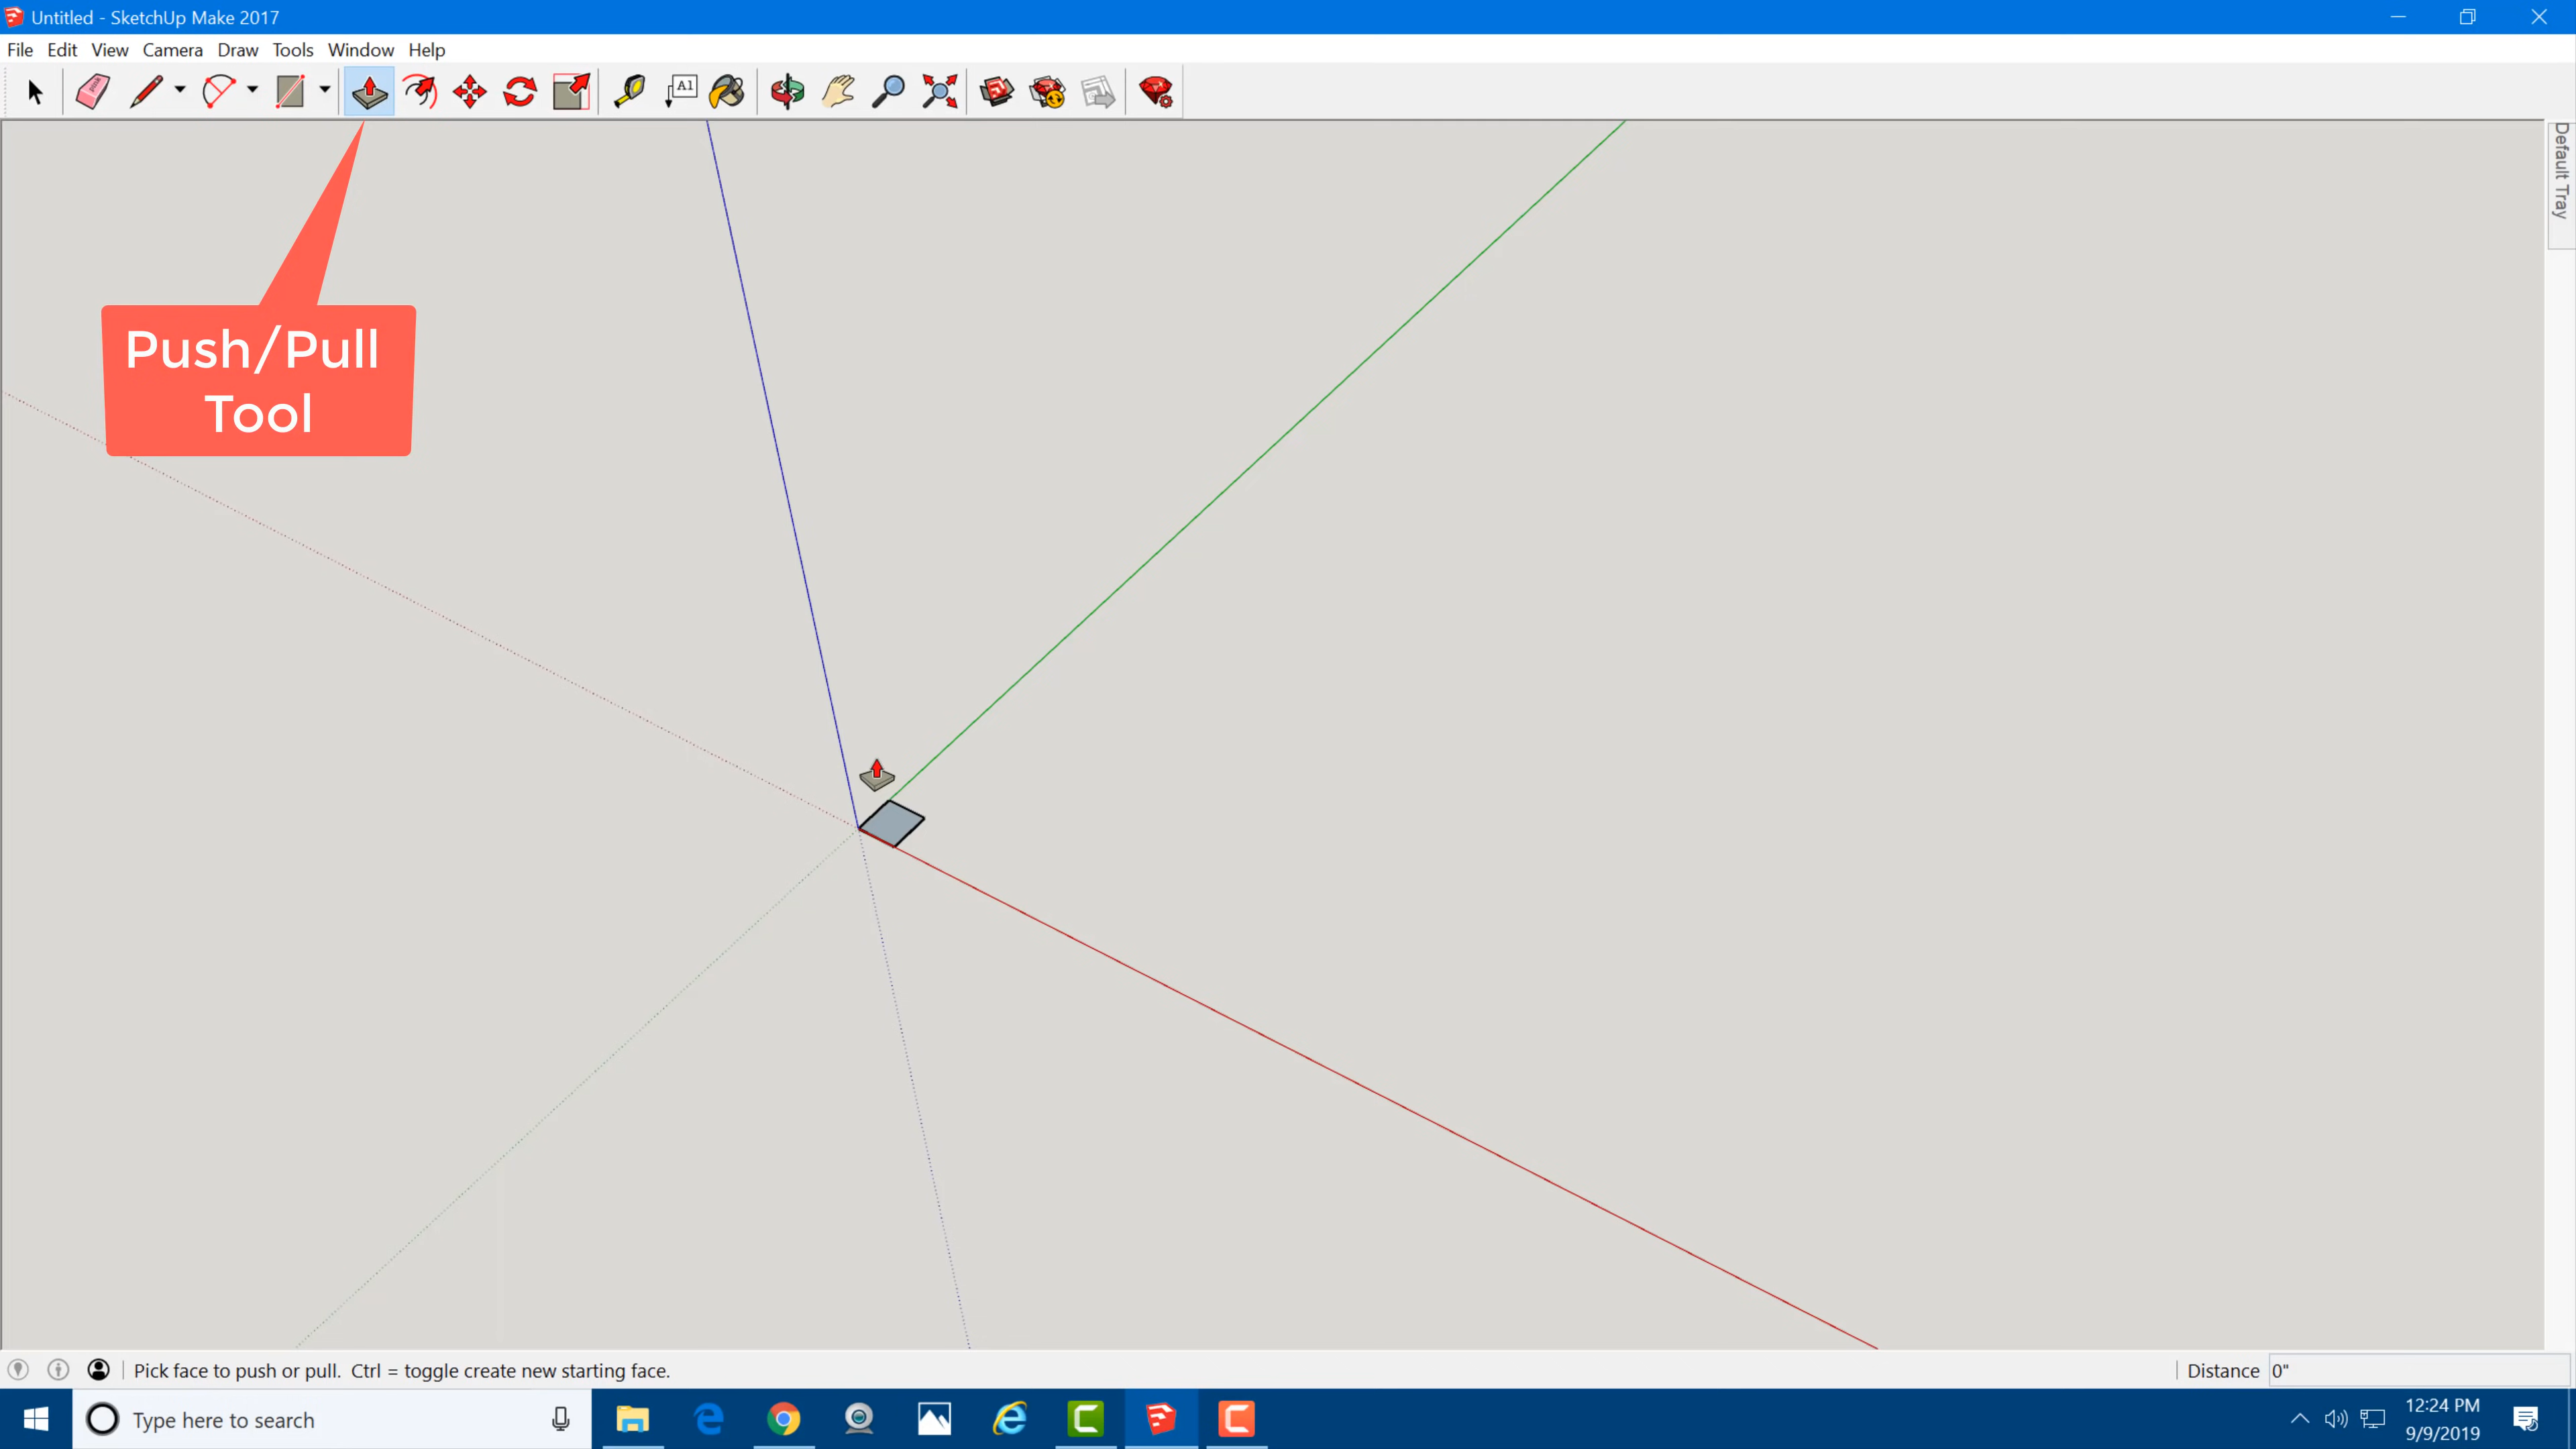 Untitled - SketchUp Make 2017
File Edit View Camera Draw Tools Window Help
A1
Default Tray
Push/Pull
Tool
Pick face to push or pull. Ctrl = toggle create new starting face.
Distance 0"
Type here to search
12:24 PM
9/9/2019